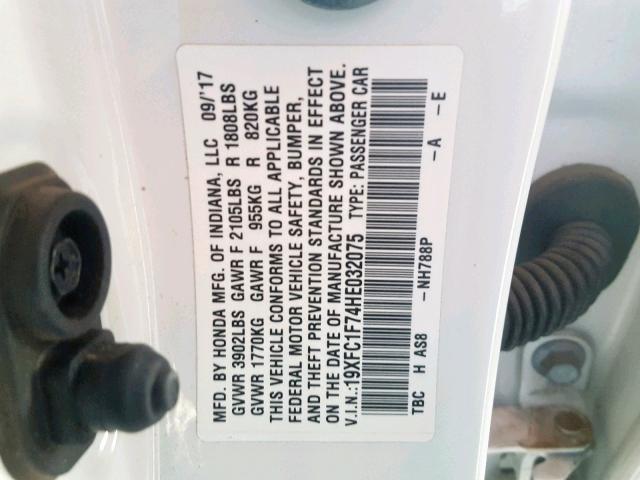 MFD. BY HONDA MFG. OF INDIANA, LLC 09/'17
GVWR 3902LBS GAWR F 2105LBS R 1808LBS
GVWR 1770KG GAWR F 955KG R 820KG
THIS VEHICLE CONFORMS TO ALL APPLICABLE
FEDERAL MOTOR VEHICLE SAFETY, BUMPER,
AND THEFT PREVENTION STANDARDS IN EFFECT
ON THE DATE OF MANUFACTURE SHOWN ABOVE.
V.I.N.:19XFC1F74HE032075 TYPE: PASSENGER CAR
TBC H AS8 -NH788P -A -E